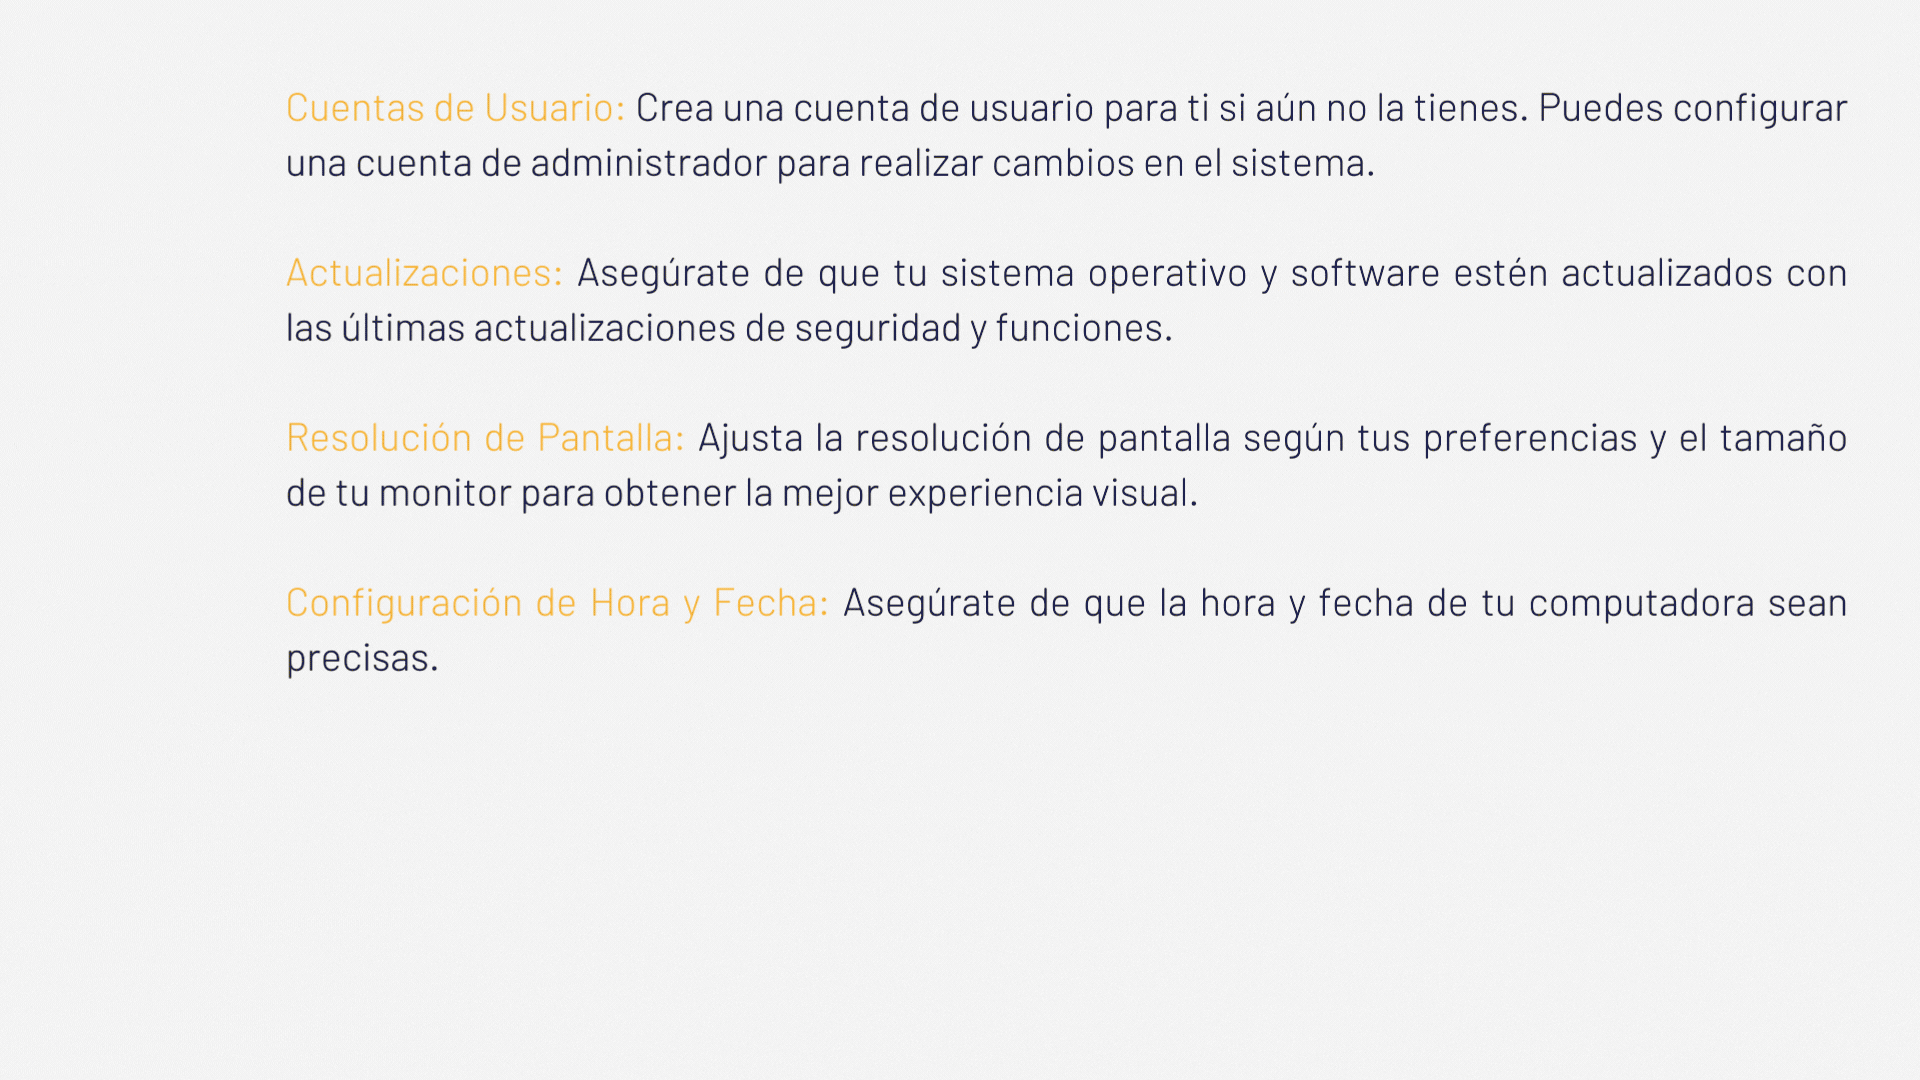 Cuentas de Usuario: Crea una cuenta de usuario para ti si aún no la tienes. Puedes configurar
una cuenta de administrador para realizar cambios en el sistema.
Actualizaciones: Asegúrate de que tu sistema operativo y software estén actualizados con
las últimas actualizaciones de seguridad y funciones.
Resolución de Pantalla: Ajusta la resolución de pantalla según tus preferencias y el tamaño
de tu monitor para obtener la mejor experiencia visual.
Configuración de Hora y Fecha: Asegúrate de que la hora y fecha de tu computadora sean
precisas.